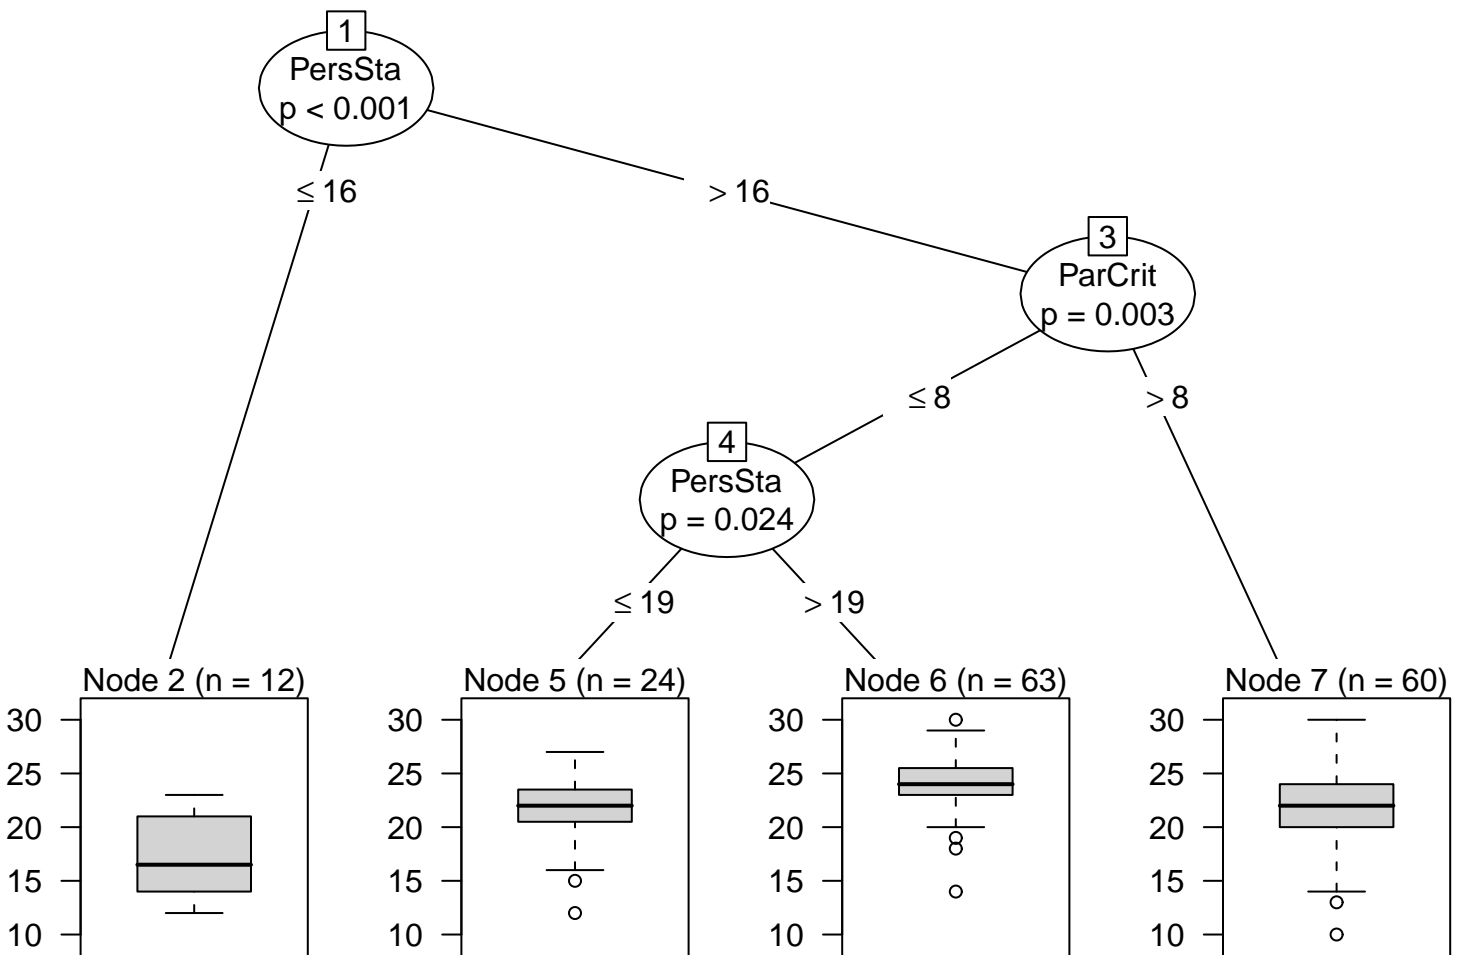 1
PersSta
p < 0.001
≤ 16
> 16
3
ParCrit
p = 0.003
≤ 8
> 8
4
PersSta
p = 0.024
≤ 19
> 19
Node 2 (n = 12)
30
25
20
15
10
Node 5 (n = 24)
30
25
20
15
10
Node 6 (n = 63)
30
25
20
15
10
Node 7 (n = 60)
30
25
20
15
10